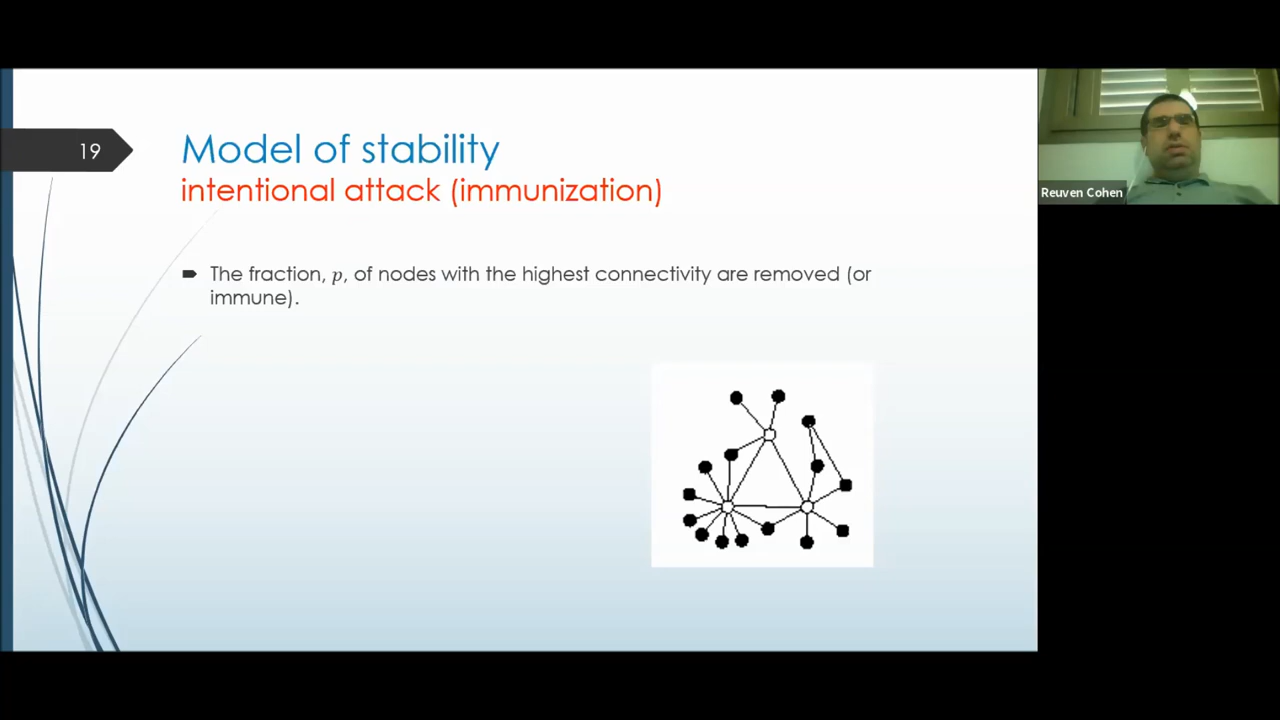 19
Model of stability
intentional attack (immunization)
The fraction, p, of nodes with the highest connectivity are removed (or
immune).
Reuven Cohen